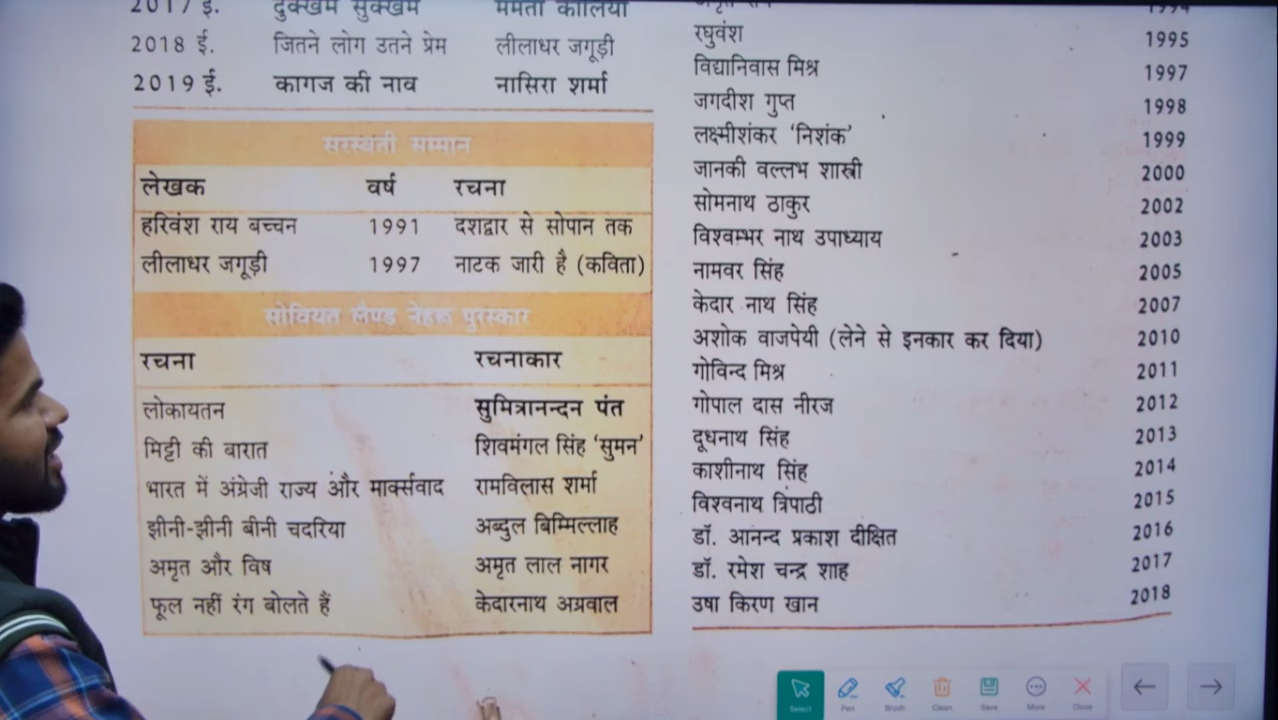 2017 ई. दुक्खम सुक्खम ममता कालिया
2018 ई. जितने लोग उतने प्रेम लीलाधर जगूड़ी
2019 ई. कागज की नाव नासिरा शर्मा
सरस्वती सम्मान
लेखक वर्ष रचना
हरिवंश राय बच्चन 1991 दशद्वार से सोपान तक
लीलाधर जगूड़ी 1997 नाटक जारी है (कविता)
सोवियत लैण्ड नेहरू पुरस्कार
रचना रचनाकार
लोकायतन सुमित्रानन्दन पंत
मिट्टी की बारात शिवमंगल सिंह ‘सुमन’
भारत में अंग्रेजी राज्य और मार्क्सवाद रामविलास शर्मा
झीनी-झीनी बीनी चदरिया अब्दुल बिम्मिल्लाह
अमृत और विष अमृत लाल नागर
फूल नहीं रंग बोलते हैं केदारनाथ अग्रवाल
1994
रघुवंश 1995
विद्यानिवास मिश्र 1997
जगदीश गुप्त 1998
लक्ष्मीशंकर ‘निशंक’ 1999
जानकी वल्लभ शास्त्री 2000
सोमनाथ ठाकुर 2002
विश्वम्भर नाथ उपाध्याय 2003
नामवर सिंह 2005
केदार नाथ सिंह 2007
अशोक वाजपेयी (लेने से इनकार कर दिया) 2010
गोविन्द मिश्र 2011
गोपाल दास नीरज 2012
दूधनाथ सिंह 2013
काशीनाथ सिंह 2014
विश्वनाथ त्रिपाठी 2015
डॉ. आनन्द प्रकाश दीक्षित 2016
डॉ. रमेश चन्द्र शाह 2017
उषा किरण खान 2018
Select Pen Brush Clean Save More Close